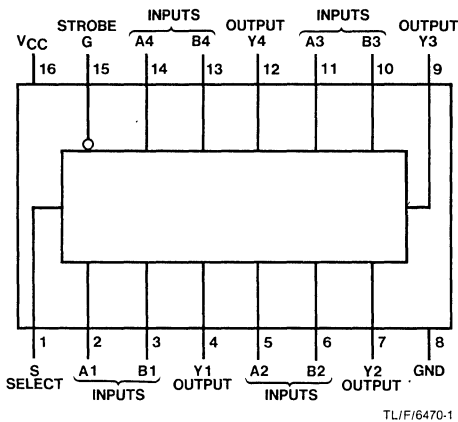 INPUTS INPUTS
STROBE OUTPUT OUTPUT
VCC G A4 B4 Y4 A3 B3 Y3
16 15 14 13 12 11 10 9
1 2 3 4 5 6 7 8
S A1 B1 Y1 A2 B2 Y2 GND
SELECT INPUTS OUTPUT INPUTS OUTPUT
TL/F/6470-1